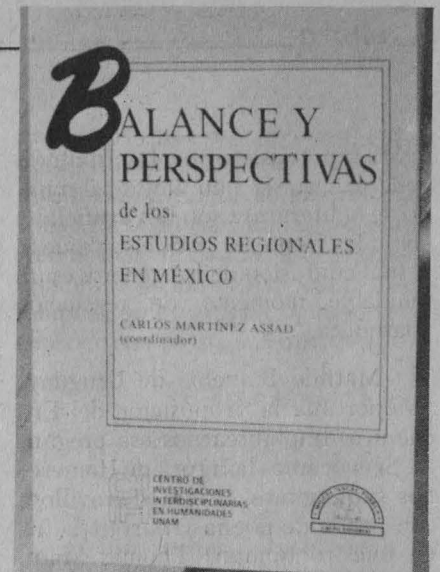 BALANCE Y
PERSPECTIVAS
de los
ESTUDIOS REGIONALES
EN MÉXICO
CARLOS MARTÍNEZ ASSAD
(coordinador)
CENTRO DE
INVESTIGACIONES
INTERDISCIPLINARIAS
EN HUMANIDADES
UNAM